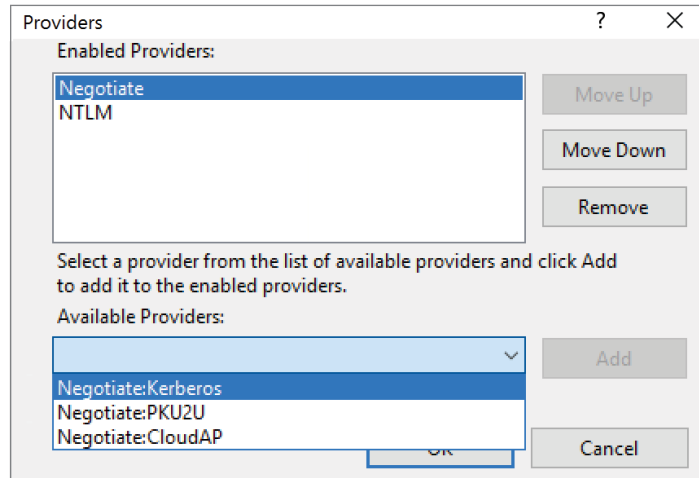 Providers ?
Enabled Providers:
Negotiate
NTLM
Move Up
Move Down
Remove
Select a provider from the list of available providers and click Add
to add it to the enabled providers.
Available Providers:
Add
Negotiate:Kerberos
Negotiate:PKU2U
Negotiate:CloudAP
Cancel